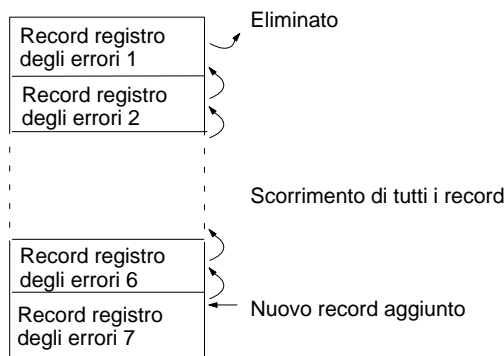 Eliminato
Record registro
degli errori 1
Record registro
degli errori 2
Scorrimento di tutti i record
Record registro
degli errori 6
Nuovo record aggiunto
Record registro
degli errori 7